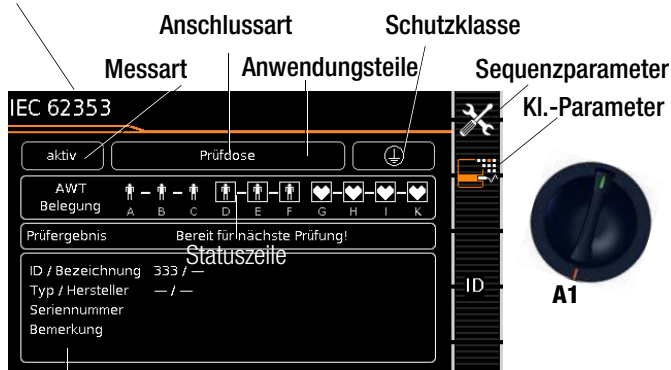 Anschlussart Schutzklasse
Messart Anwendungsteile Sequenzparameter
IEC 62353 Kl.-Parameter
aktiv Prüfdose
AWT
Belegung
A B C D E F G H I K
Prüfergebnis Bereit für nächste Prüfung!
Statuszeile
ID / Bezeichnung 333 / —
Typ / Hersteller — / —
Seriennummer
Bemerkung
ID
A1